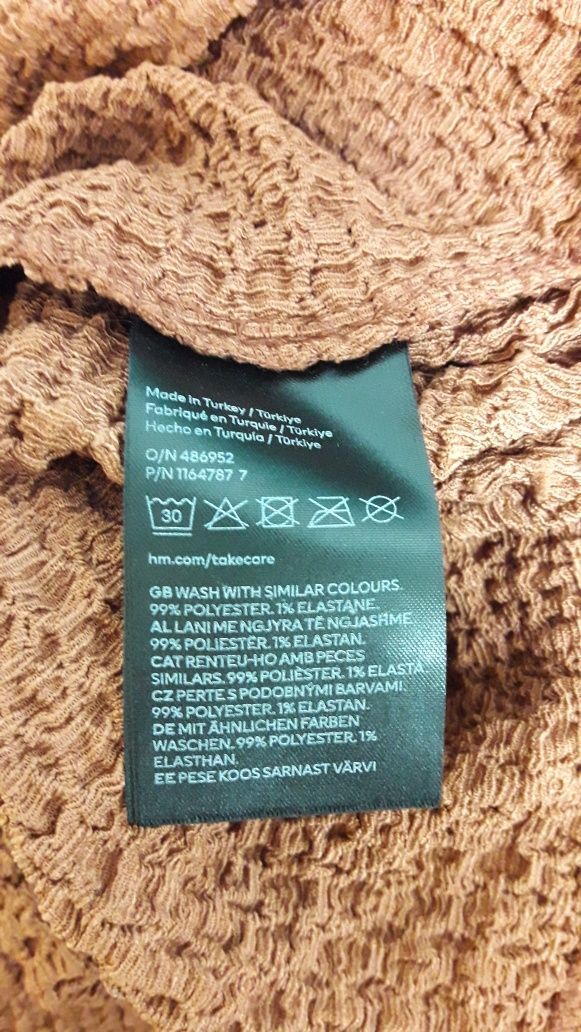 Made in Turkey / Türkiye
Fabriqué en Turquie / Türkiye
Hecho en Turquía / Türkiye
O/N 486952
P/N 1164787 7
30
hm.com/takecare
GB WASH WITH SIMILAR COLOURS.
99% POLYESTER. 1% ELASTANE.
AL LANI ME NGJYRA TË NGJASHME.
99% POLIESTËR. 1% ELASTAN.
CAT RENTEU-HO AMB PECES
SIMILARS. 99% POLIÈSTER. 1% ELASTÀ
CZ PERTE S PODOBNÝMI BARVAMI.
99% POLYESTER. 1% ELASTAN.
DE MIT ÄHNLICHEN FARBEN
WASCHEN. 99% POLYESTER. 1%
ELASTHAN.
EE PESE KOOS SARNAST VÄRVI